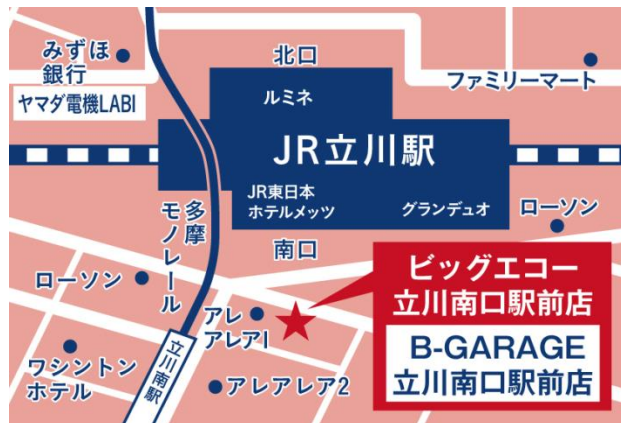 みずほ
銀行
ヤマダ電機LABI
北口
ファミリーマート
ルミネ
JR立川駅
JR東日本
ホテルメッツ
グランデュオ
ローソン
多摩
モノレール
南口
ローソン
ビッグエコー
立川南口駅前店
B-GARAGE
立川南口駅前店
アレ
アレア1
立川南駅
ワシントン
ホテル
アレアレア2